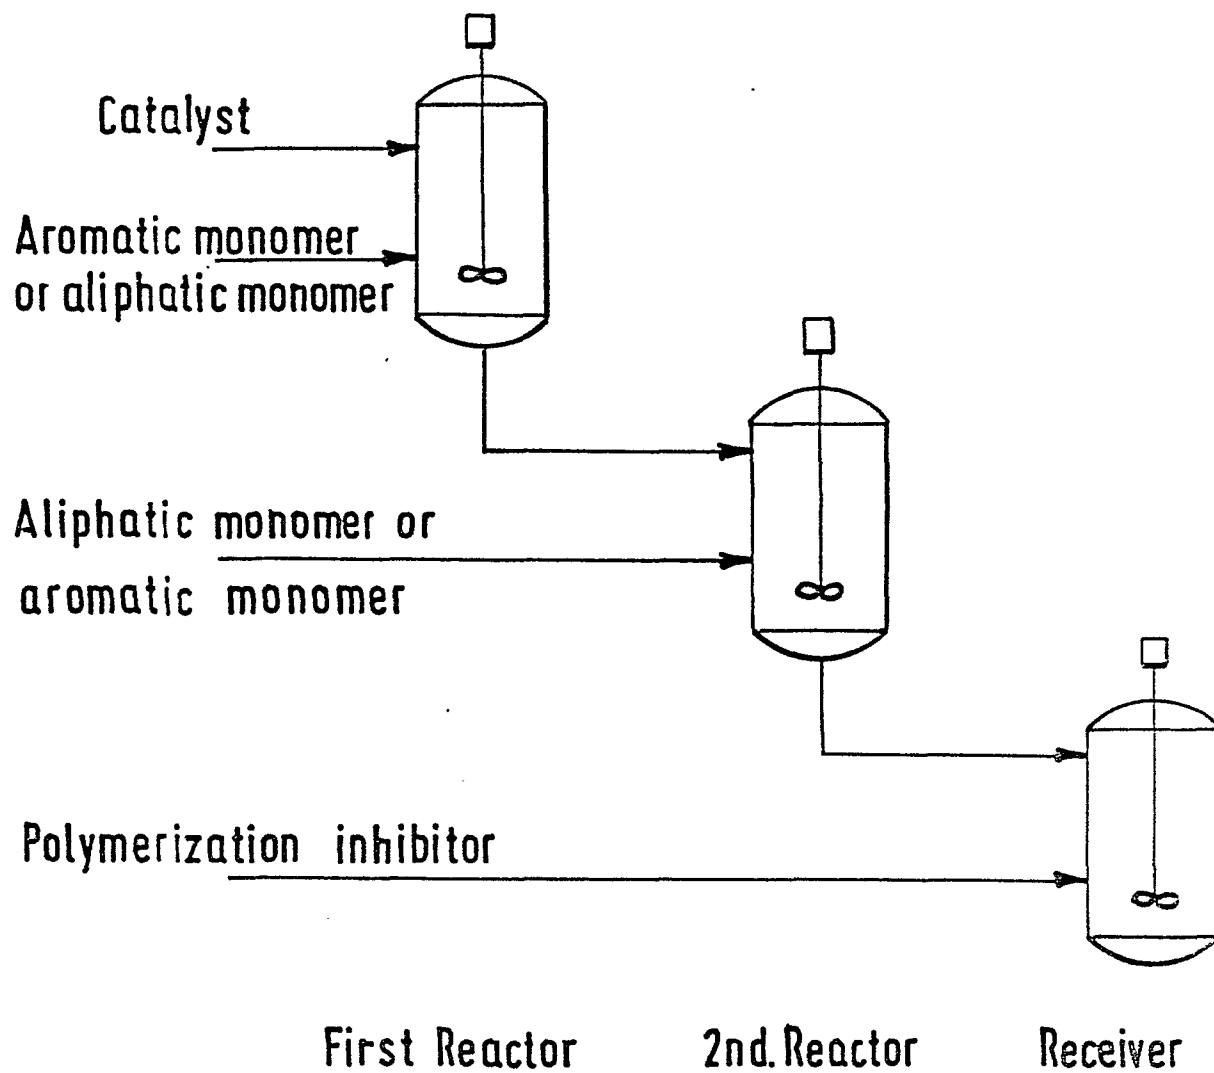 Catalyst
Aromatic monomer
or aliphatic monomer
Aliphatic monomer or
aromatic monomer
Polymerization inhibitor
First Reactor 2nd. Reactor Receiver